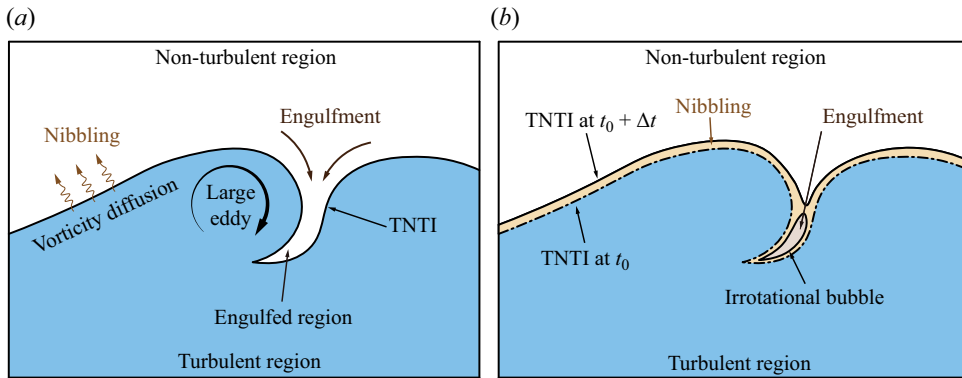 (a)
Non-turbulent region
Engulfment
Nibbling
Vorticity diffusion
Large
eddy
TNTI
Engulfed region
Turbulent region
(b)
Non-turbulent region
Nibbling
Engulfment
TNTI at t₀ + Δt
TNTI at t₀
Irrotational bubble
Turbulent region